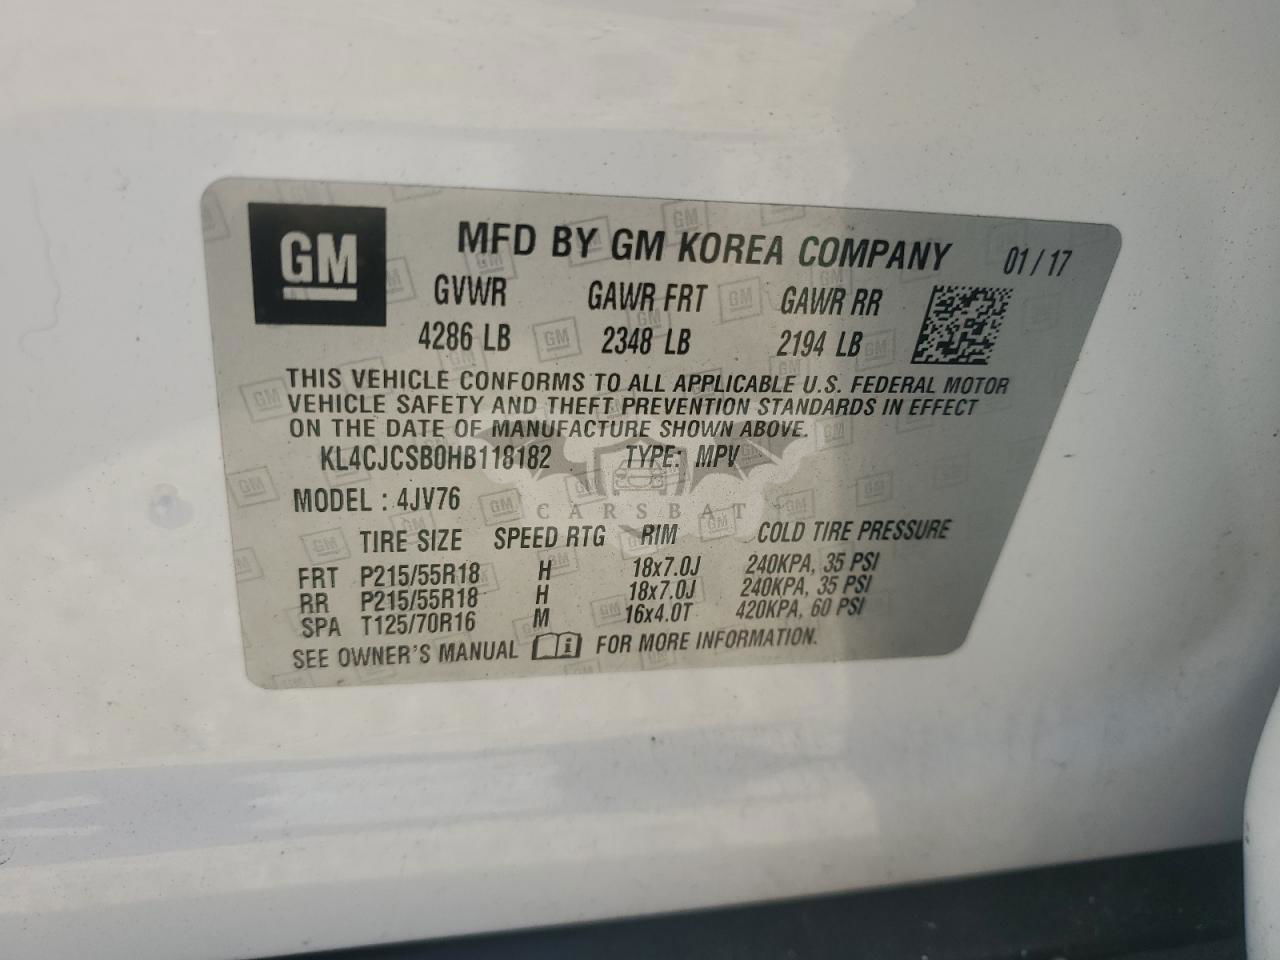 GM MFD BY GM KOREA COMPANY 01/17
GVWR GAWR FRT GAWR RR
4286 LB 2348 LB 2194 LB
THIS VEHICLE CONFORMS TO ALL APPLICABLE U.S. FEDERAL MOTOR
VEHICLE SAFETY AND THEFT PREVENTION STANDARDS IN EFFECT
ON THE DATE OF MANUFACTURE SHOWN ABOVE.
KL4CJCSB0HB118182 TYPE: MPV
MODEL : 4JV76
CARSBAT
TIRE SIZE SPEED RTG RIM COLD TIRE PRESSURE
FRT P215/55R18 H 18x7.0J 240KPA, 35 PSI
RR P215/55R18 H 18x7.0J 240KPA, 35 PSI
SPA T125/70R16 M 16x4.0T 420KPA, 60 PSI
SEE OWNER'S MANUAL FOR MORE INFORMATION.